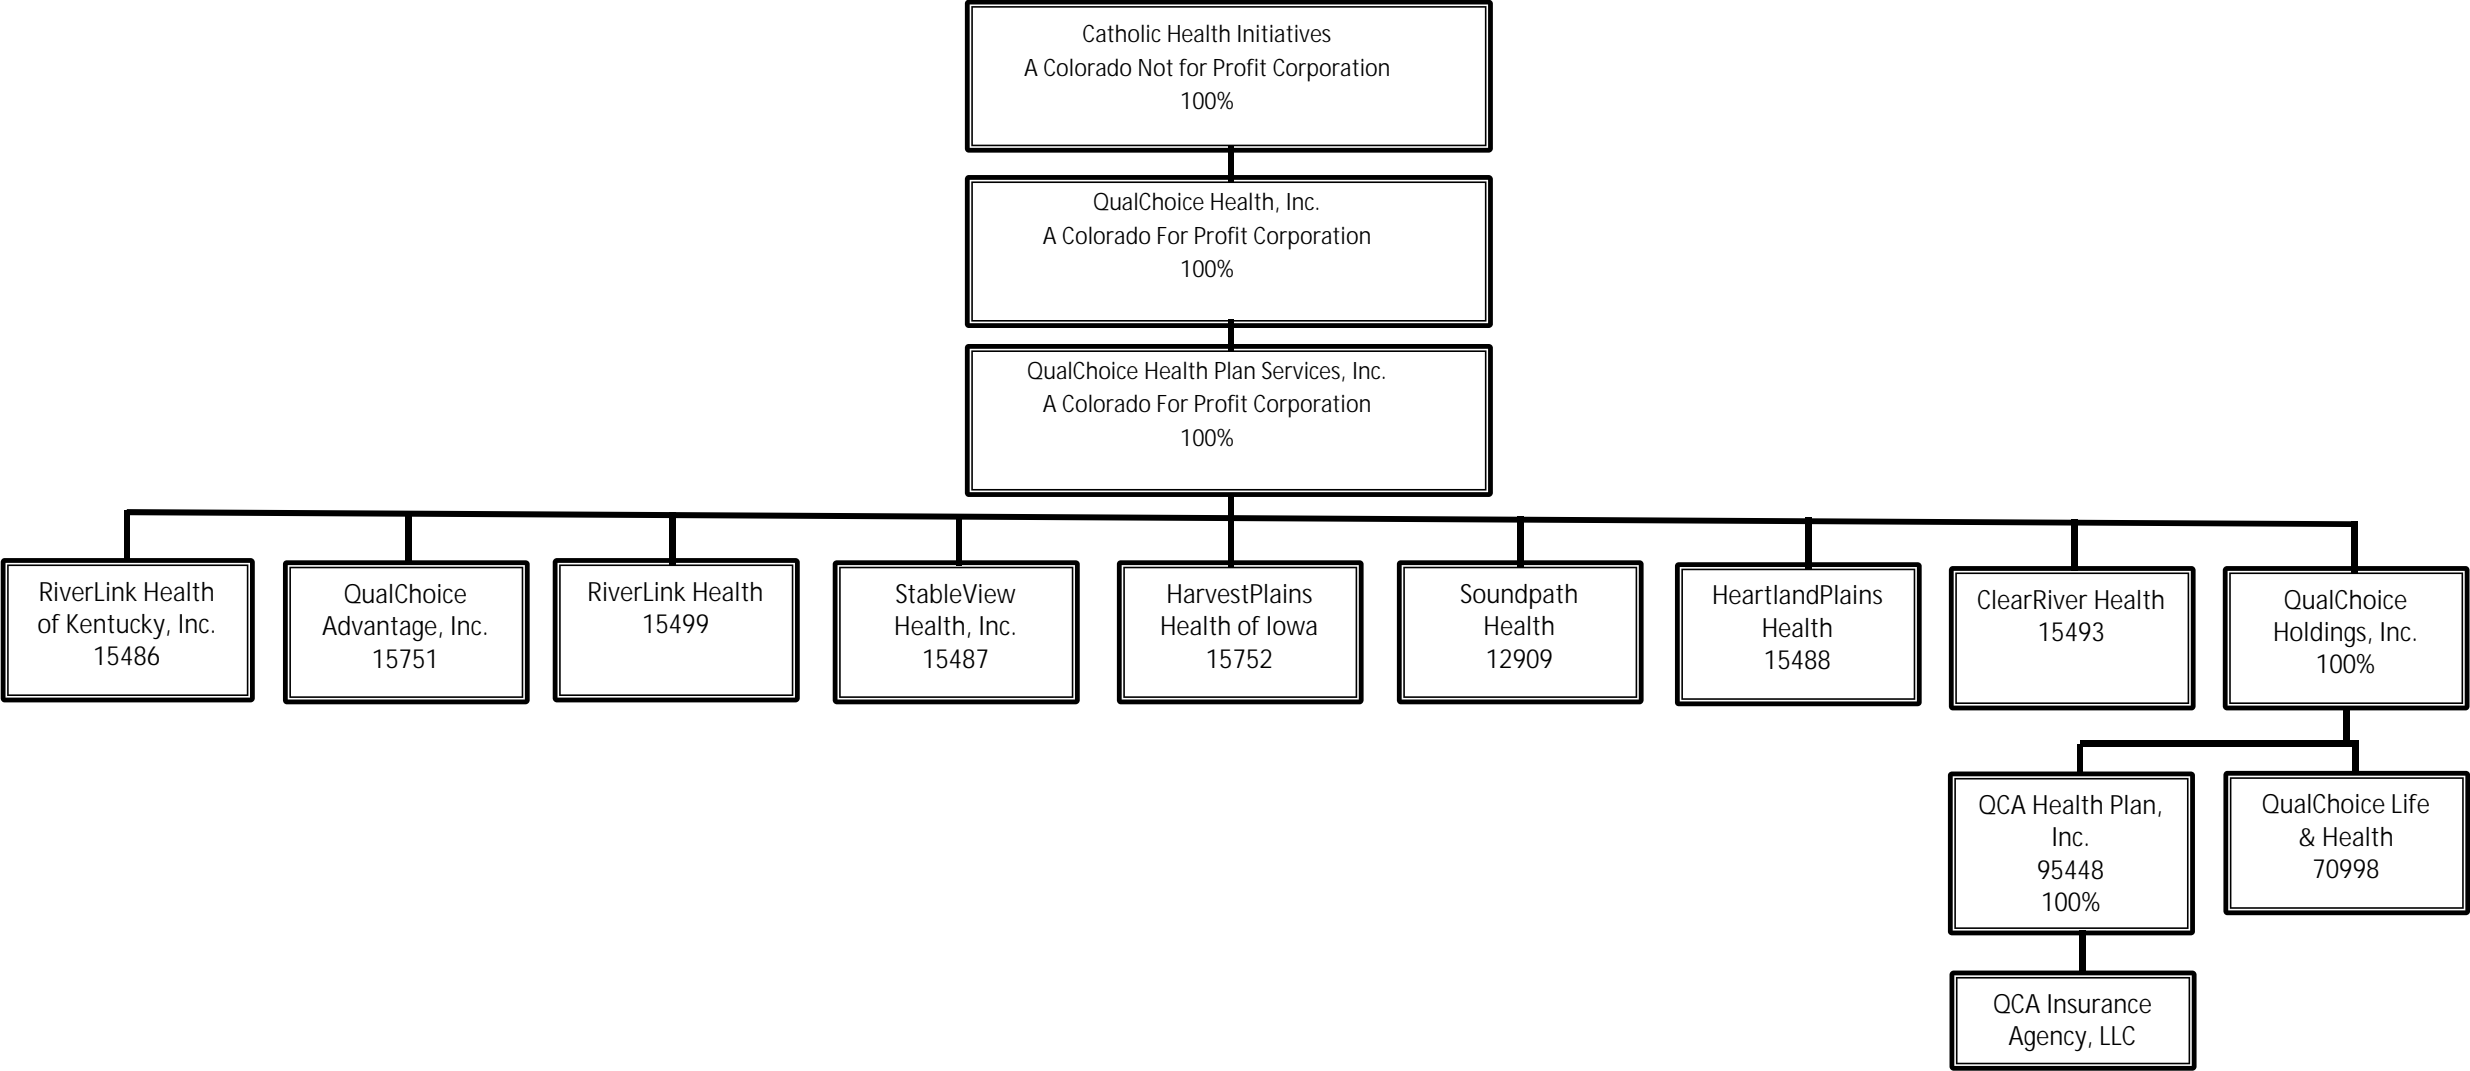 Catholic Health Initiatives
A Colorado Not for Profit Corporation
100%
QualChoice Health, Inc.
A Colorado For Profit Corporation
100%
QualChoice Health Plan Services, Inc.
A Colorado For Profit Corporation
100%
RiverLink Health
of Kentucky, Inc.
15486
QualChoice
Advantage, Inc.
15751
RiverLink Health
15499
StableView
Health, Inc.
15487
HarvestPlains
Health of Iowa
15752
Soundpath
Health
12909
HeartlandPlains
Health
15488
ClearRiver Health
15493
QualChoice
Holdings, Inc.
100%
QCA Health Plan,
Inc.
95448
100%
QualChoice Life
& Health
70998
QCA Insurance
Agency, LLC